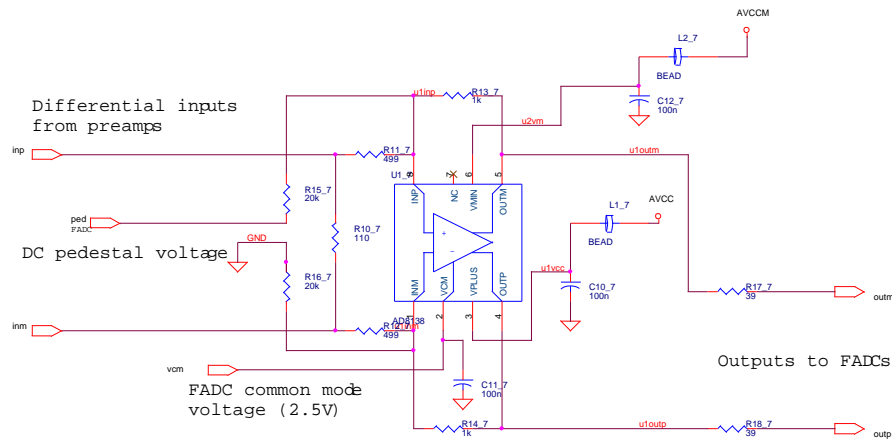 AVCCM
L2_7
BEAD
C12_7
100n
u1inp
R13_7
1k
u2vm
Differential inputs
from preamps
inp
R11_7
499
u1outm
U1_
8
7
6
5
INP
NC
VMIN
OUTM
R15_7
20k
ped
FADC
R10_7
110
L1_7
AVCC
BEAD
GND
DC pedestal voltage
+
-
u1vcc
C10_7
100n
R16_7
20k
INM
VCM
VPLUS
OUTP
R17_7
39
outm
AD8138
1
2
3
4
inm
499
vcm
FADC common mode
voltage (2.5V)
C11_7
100n
Outputs to FADCs
R14_7
1k
u1outp
R18_7
39
outp